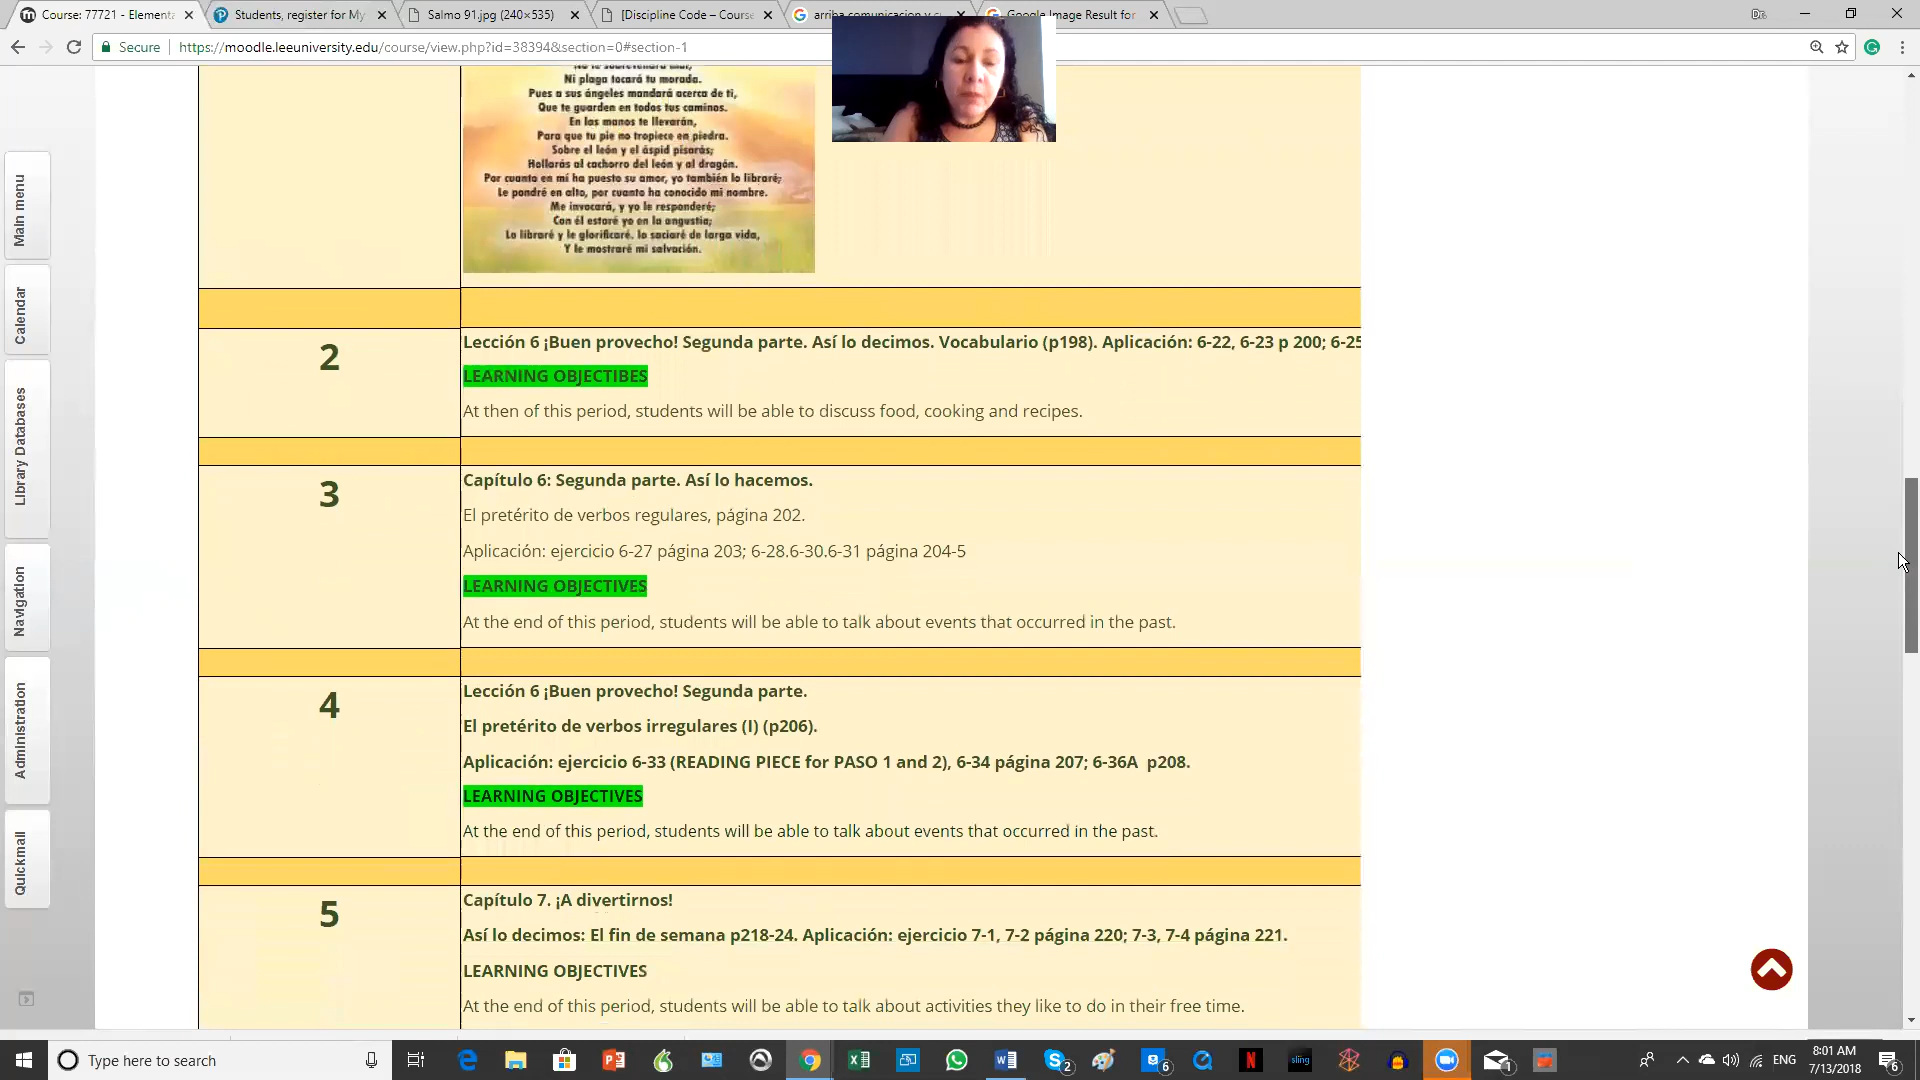 Course: 77721 - Elementa
Students, register for My
Salmo 91.jpg (240×535)
[Discipline Code – Course
arriba comunicacion y cu
Google Image Result for
Dr.
Secure
https://moodle.leeuniversity.edu/course/view.php?id=38394&section=0#section-1
Main menu
Calendar
Library Databases
Navigation
Administration
Quickmail
No te sobrevendrá mal,
Ni plaga tocará tu morada.
Pues a sus ángeles mandará acerca de ti,
Que te guarden en todos tus caminos.
En las manos te llevarán,
Para que tu pie no tropiece en piedra.
Sobre el león y el áspid pisarás;
Hollarás al cachorro del león y al dragón.
Por cuanto en mí ha puesto su amor, yo también lo libraré;
Le pondré en alto, por cuanto ha conocido mi nombre.
Me invocará, y yo le responderé;
Con él estaré yo en la angustia;
Lo libraré y le glorificaré. lo saciaré de larga vida,
Y le mostraré mi salvación.
2
Lección 6 ¡Buen provecho! Segunda parte. Así lo decimos. Vocabulario (p198). Aplicación: 6-22, 6-23 p 200; 6-25
LEARNING OBJECTIBES
At then of this period, students will be able to discuss food, cooking and recipes.
3
Capítulo 6: Segunda parte. Así lo hacemos.
El pretérito de verbos regulares, página 202.
Aplicación: ejercicio 6-27 página 203; 6-28.6-30.6-31 página 204-5
LEARNING OBJECTIVES
At the end of this period, students will be able to talk about events that occurred in the past.
4
Lección 6 ¡Buen provecho! Segunda parte.
El pretérito de verbos irregulares (I) (p206).
Aplicación: ejercicio 6-33 (READING PIECE for PASO 1 and 2), 6-34 página 207; 6-36A p208.
LEARNING OBJECTIVES
At the end of this period, students will be able to talk about events that occurred in the past.
5
Capítulo 7. ¡A divertirnos!
Así lo decimos: El fin de semana p218-24. Aplicación: ejercicio 7-1, 7-2 página 220; 7-3, 7-4 página 221.
LEARNING OBJECTIVES
At the end of this period, students will be able to talk about activities they like to do in their free time.
Type here to search
2
6
sling
1
ENG
8:01 AM
7/13/2018
6